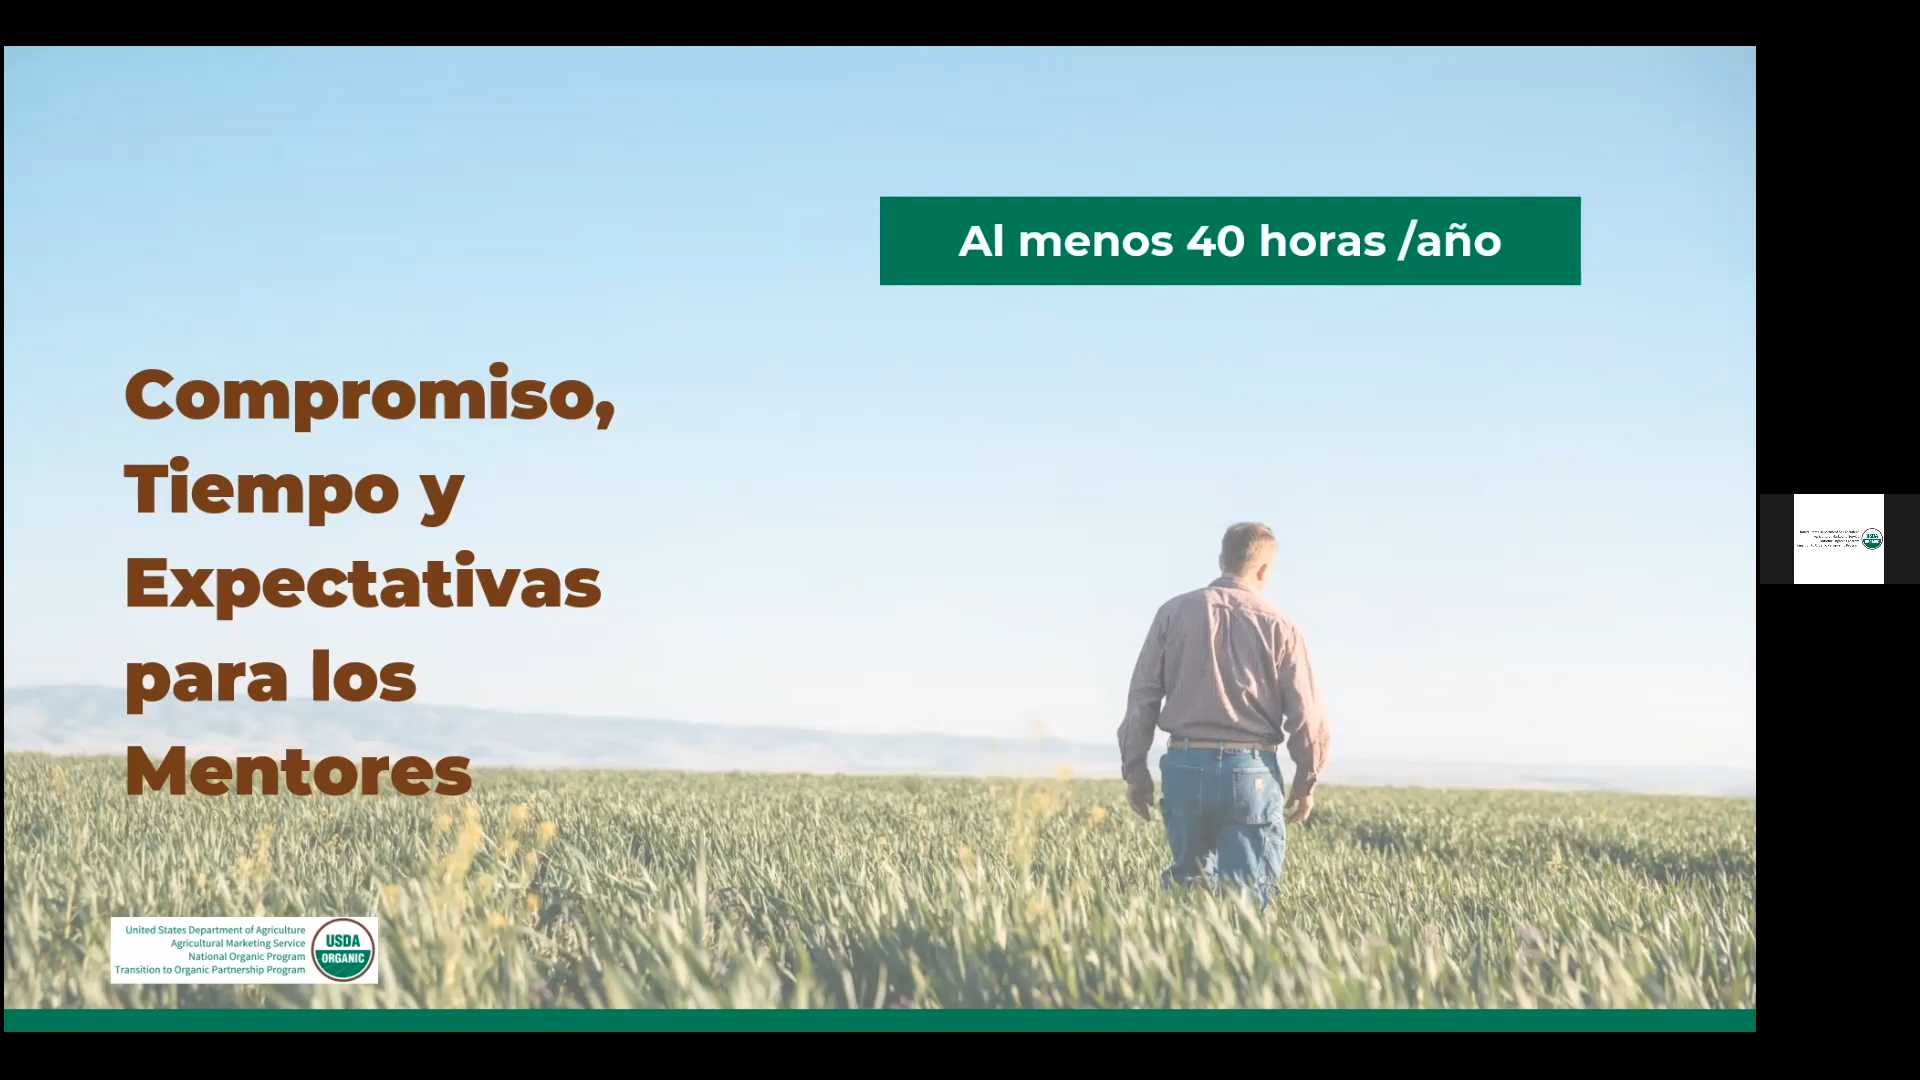 Al menos 40 horas /año
Compromiso,
Tiempo y
Expectativas
para los
Mentores
United States Department of Agriculture
Agricultural Marketing Service
National Organic Program
Transition to Organic Partnership Program
USDA
ORGANIC